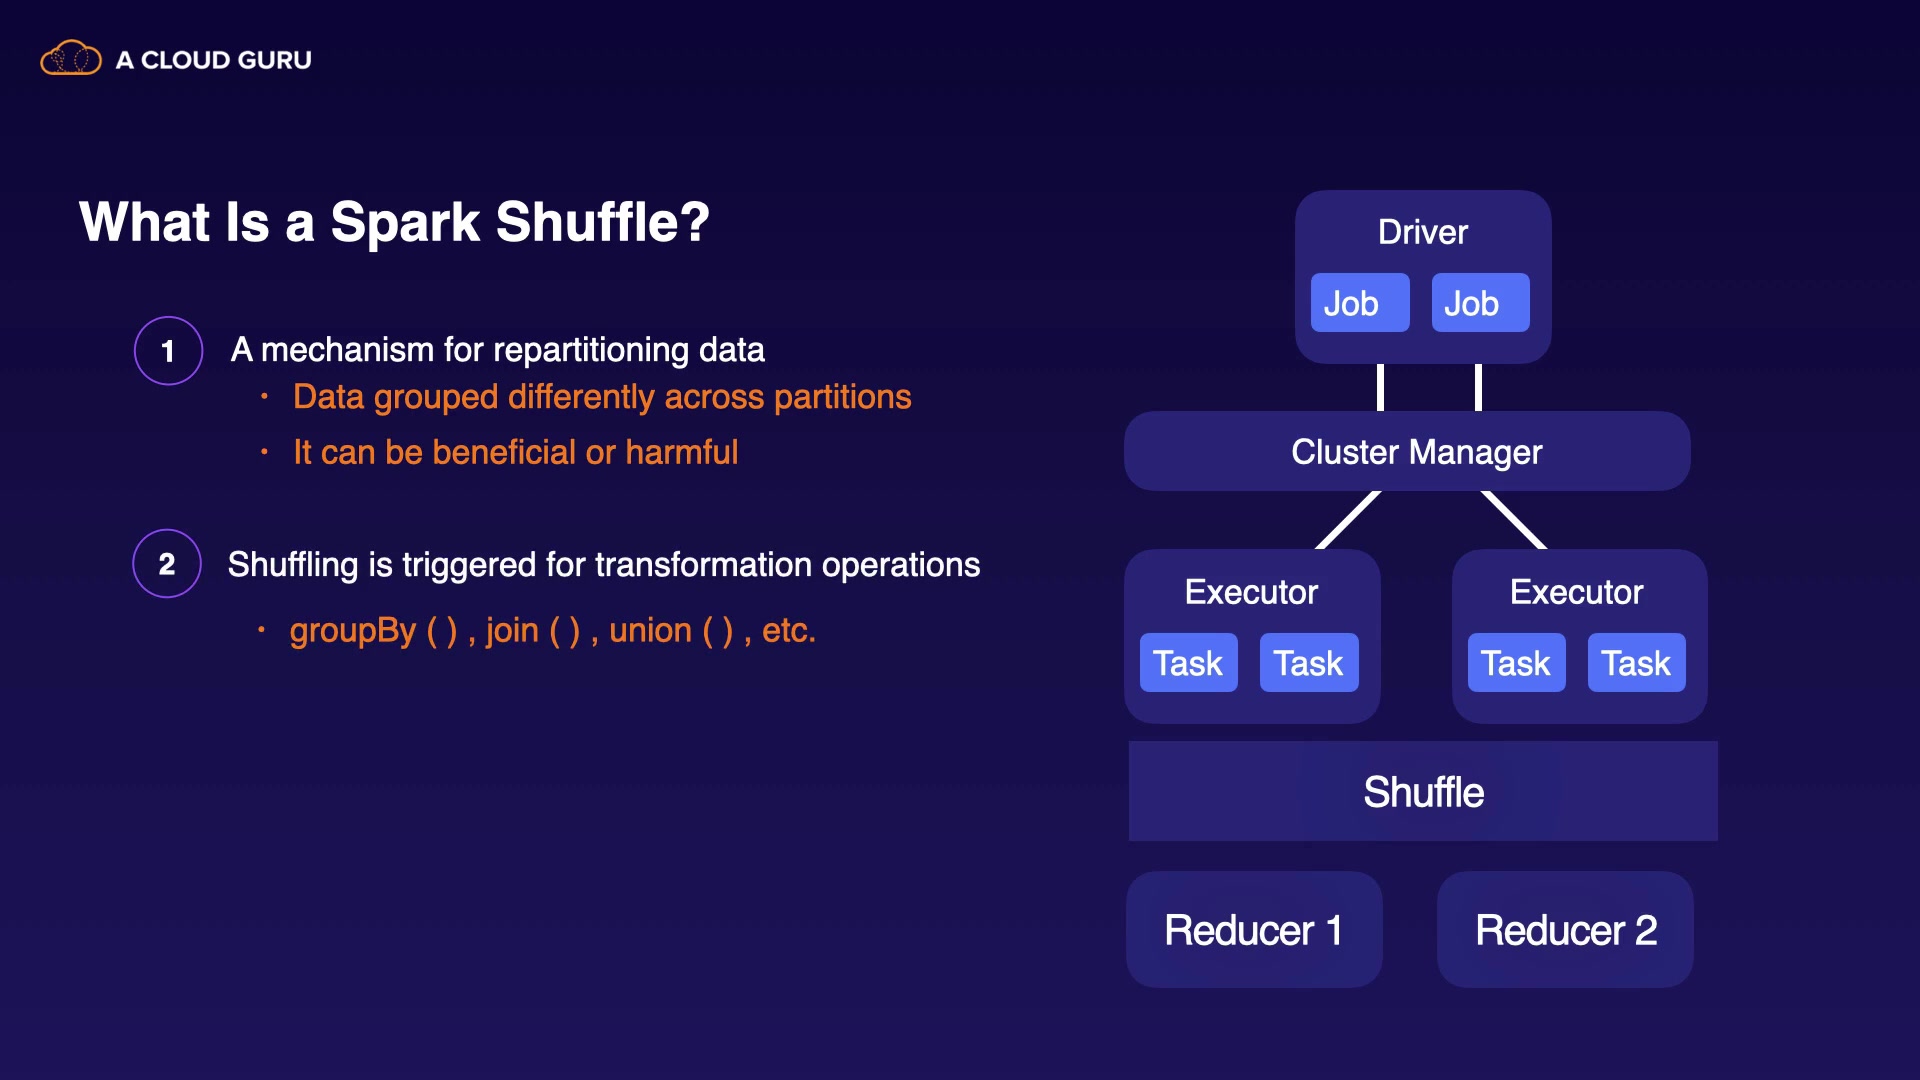 A CLOUD GURU
What Is a Spark Shuffle?
1 A mechanism for repartitioning data
· Data grouped differently across partitions
· It can be beneficial or harmful
2 Shuffling is triggered for transformation operations
· groupBy ( ) , join ( ) , union ( ) , etc.
Driver
Job Job
Cluster Manager
Executor Executor
Task Task Task Task
Shuffle
Reducer 1 Reducer 2